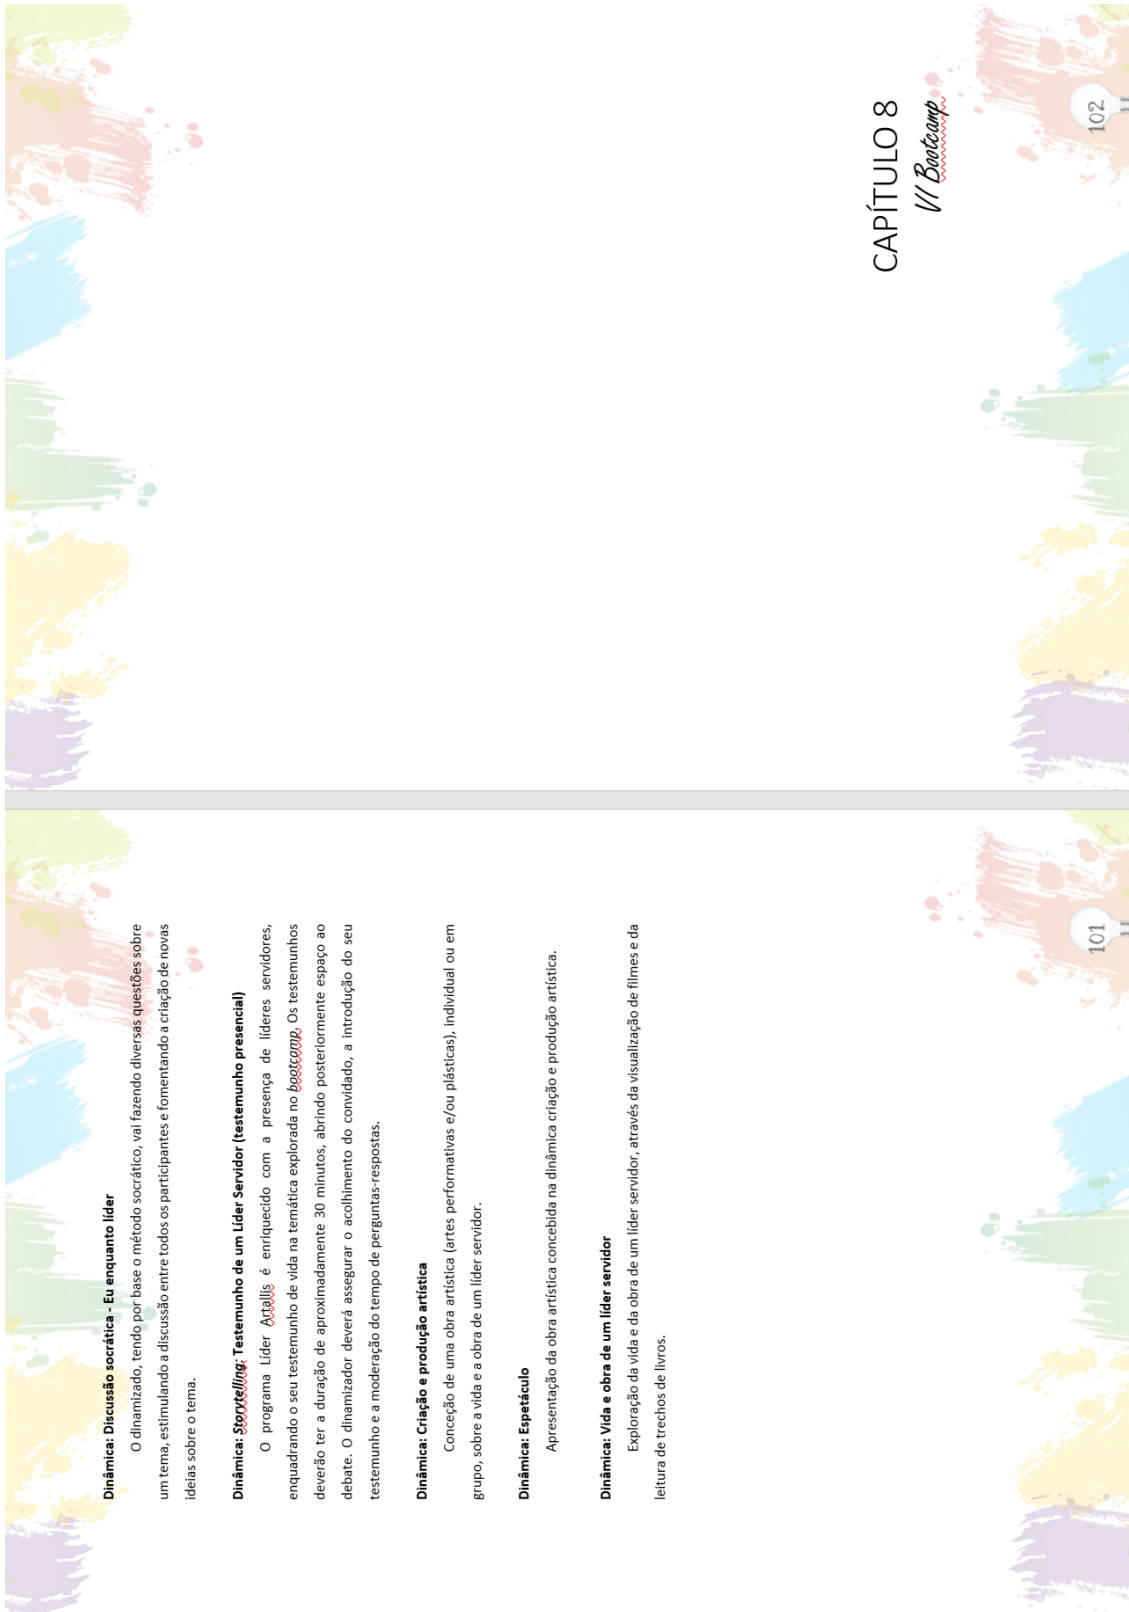 Dinâmica: Discussão socrática - Eu enquanto líder
O dinamizado, tendo por base o método socrático, vai fazendo diversas questões sobre
um tema, estimulando a discussão entre todos os participantes e fomentando a criação de novas
ideias sobre o tema.
Dinâmica: Storytelling: Testemunho de um Líder Servidor (testemunho presencial)
O programa Líder Artallis é enriquecido com a presença de líderes servidores,
enquadrando o seu testemunho de vida na temática explorada no bootcamp. Os testemunhos
deverão ter a duração de aproximadamente 30 minutos, abrindo posteriormente espaço ao
debate. O dinamizador deverá assegurar o acolhimento do convidado, a introdução do seu
testemunho e a moderação do tempo de perguntas-respostas.
Dinâmica: Criação e produção artística
Conceção de uma obra artística (artes performativas e/ou plásticas), individual ou em
grupo, sobre a vida e a obra de um líder servidor.
Dinâmica: Espetáculo
Apresentação da obra artística concebida na dinâmica criação e produção artística.
Dinâmica: Vida e obra de um líder servidor
Exploração da vida e da obra de um líder servidor, através da visualização de filmes e da
leitura de trechos de livros.
101
CAPÍTULO 8
VI Bootcamp
102